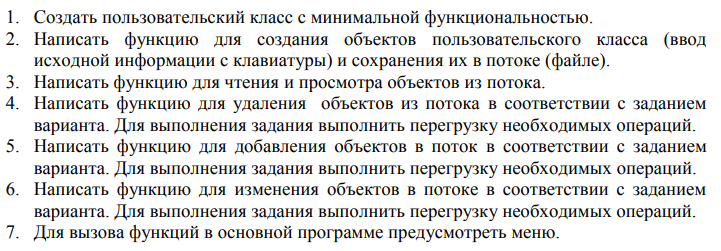 1. Создать пользовательский класс с минимальной функциональностью.
2. Написать функцию для создания объектов пользовательского класса (ввод
исходной информации с клавиатуры) и сохранения их в потоке (файле).
3. Написать функцию для чтения и просмотра объектов из потока.
4. Написать функцию для удаления объектов из потока в соответствии с заданием
варианта. Для выполнения задания выполнить перегрузку необходимых операций.
5. Написать функцию для добавления объектов в поток в соответствии с заданием
варианта. Для выполнения задания выполнить перегрузку необходимых операций.
6. Написать функцию для изменения объектов в потоке в соответствии с заданием
варианта. Для выполнения задания выполнить перегрузку необходимых операций.
7. Для вызова функций в основной программе предусмотреть меню.